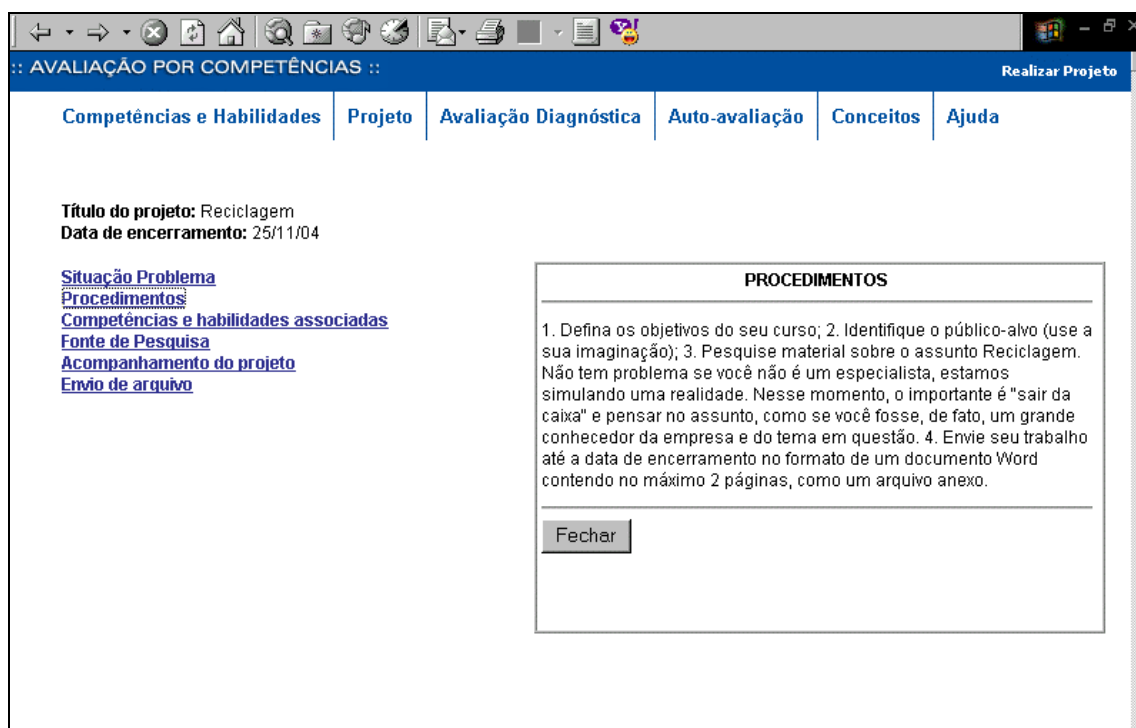 :: AVALIAÇÃO POR COMPETÊNCIAS ::
Realizar Projeto
Competências e Habilidades Projeto Avaliação Diagnóstica Auto-avaliação Conceitos Ajuda
Título do projeto: Reciclagem
Data de encerramento: 25/11/04
Situação Problema
Procedimentos
Competências e habilidades associadas
Fonte de Pesquisa
Acompanhamento do projeto
Envio de arquivo
PROCEDIMENTOS
1. Defina os objetivos do seu curso; 2. Identifique o público-alvo (use a
sua imaginação); 3. Pesquise material sobre o assunto Reciclagem.
Não tem problema se você não é um especialista, estamos
simulando uma realidade. Nesse momento, o importante é "sair da
caixa" e pensar no assunto, como se você fosse, de fato, um grande
conhecedor da empresa e do tema em questão. 4. Envie seu trabalho
até a data de encerramento no formato de um documento Word
contendo no máximo 2 páginas, como um arquivo anexo.
Fechar